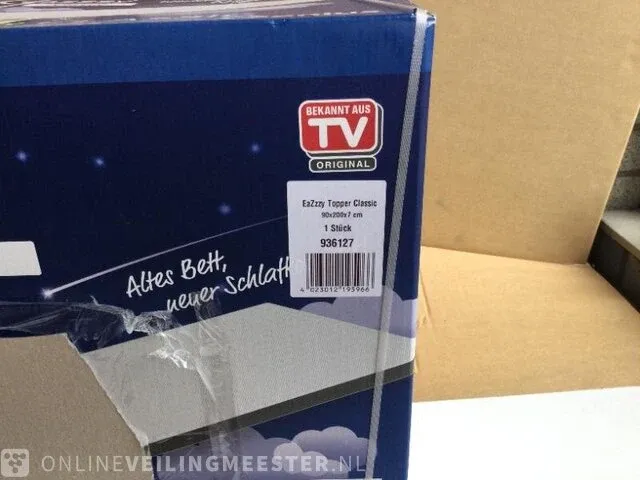 BEKANNT AUS
TV
ORIGINAL
EaZzzy Topper Classic
90x200x7 cm
1 Stück
936127
4 023012 193966
Altes Bett,
neuer Schlaf
ONLINEVEILINGMEESTER.NL